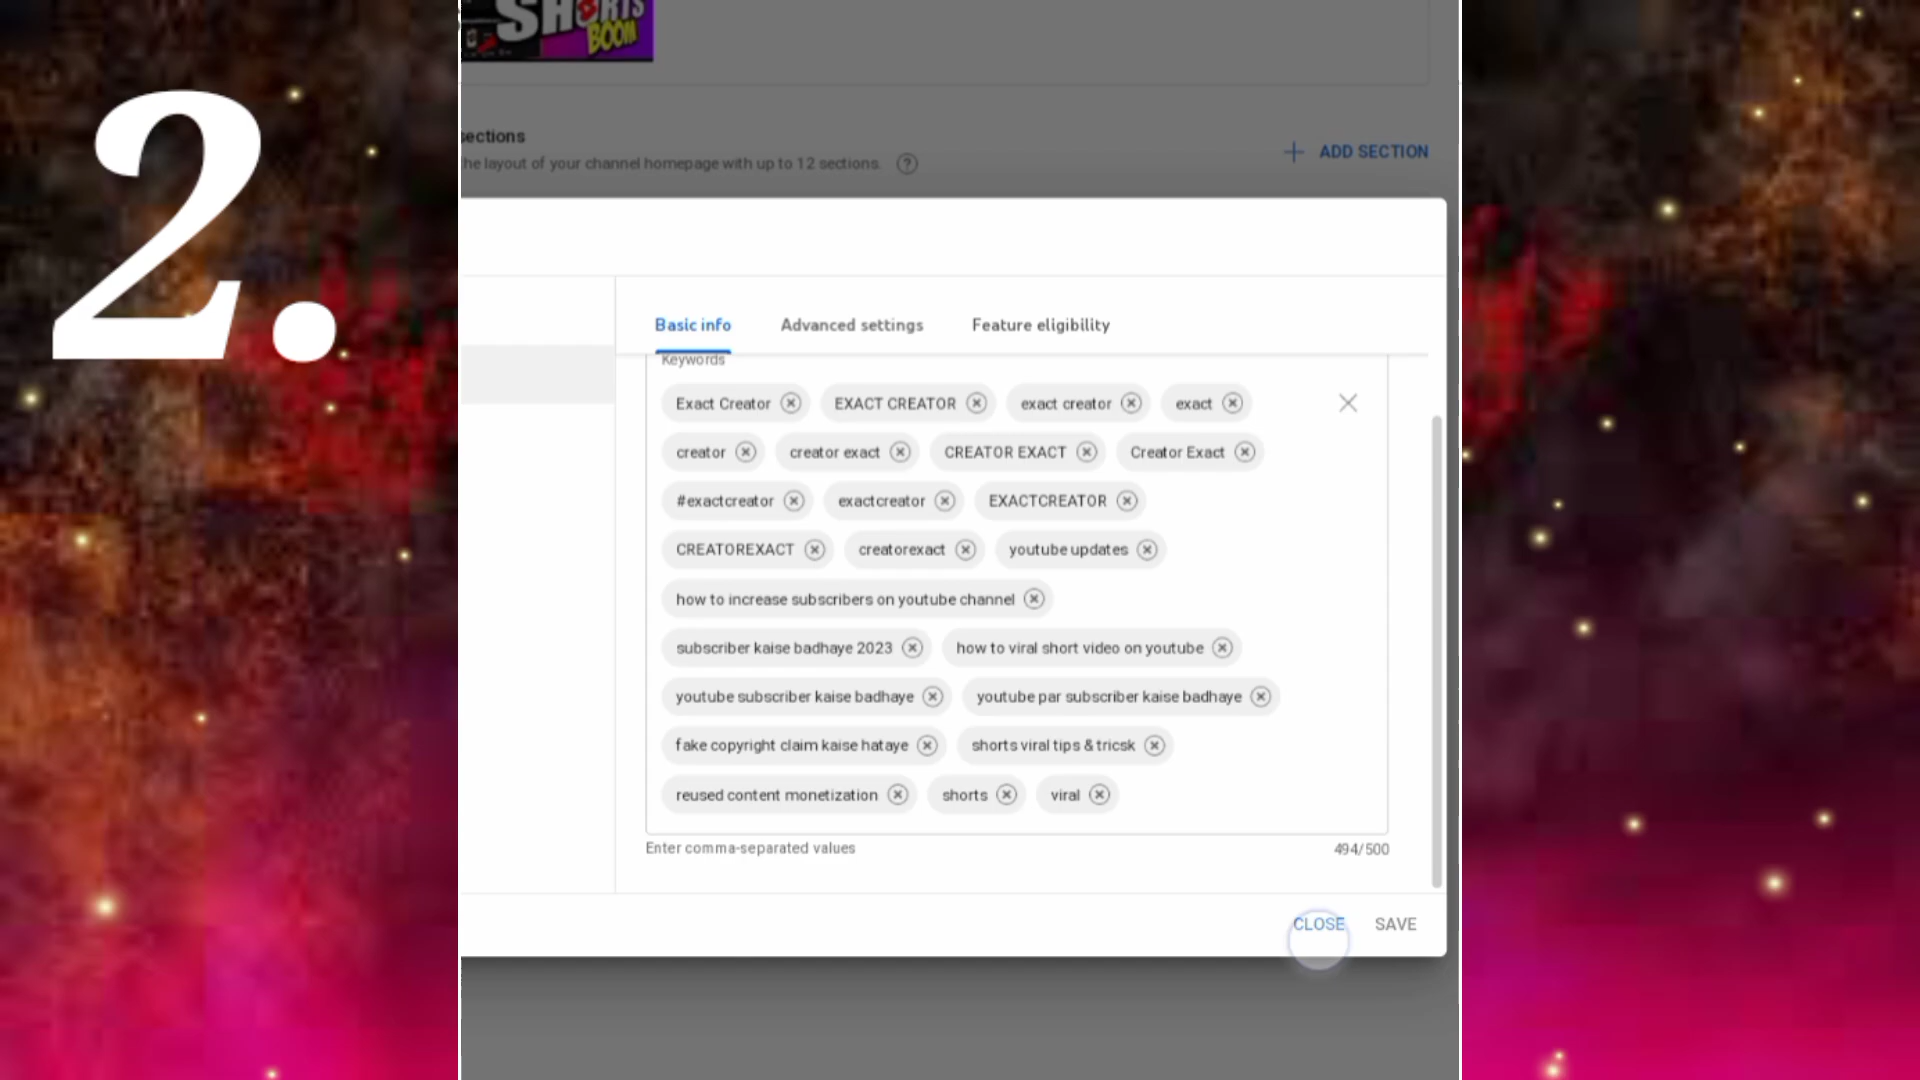 SHORTS
BOOM
2.
sections
he layout of your channel homepage with up to 12 sections.
ADD SECTION
Basic info Advanced settings Feature eligibility
Keywords
Exact Creator EXACT CREATOR exact creator exact
creator creator exact CREATOR EXACT Creator Exact
#exactcreator exactcreator EXACTCREATOR
CREATOREXACT creatorexact youtube updates
how to increase subscribers on youtube channel
subscriber kaise badhaye 2023 how to viral short video on youtube
youtube subscriber kaise badhaye youtube par subscriber kaise badhaye
fake copyright claim kaise hataye shorts viral tips & tricsk
reused content monetization shorts viral
Enter comma-separated values 494/500
CLOSE SAVE